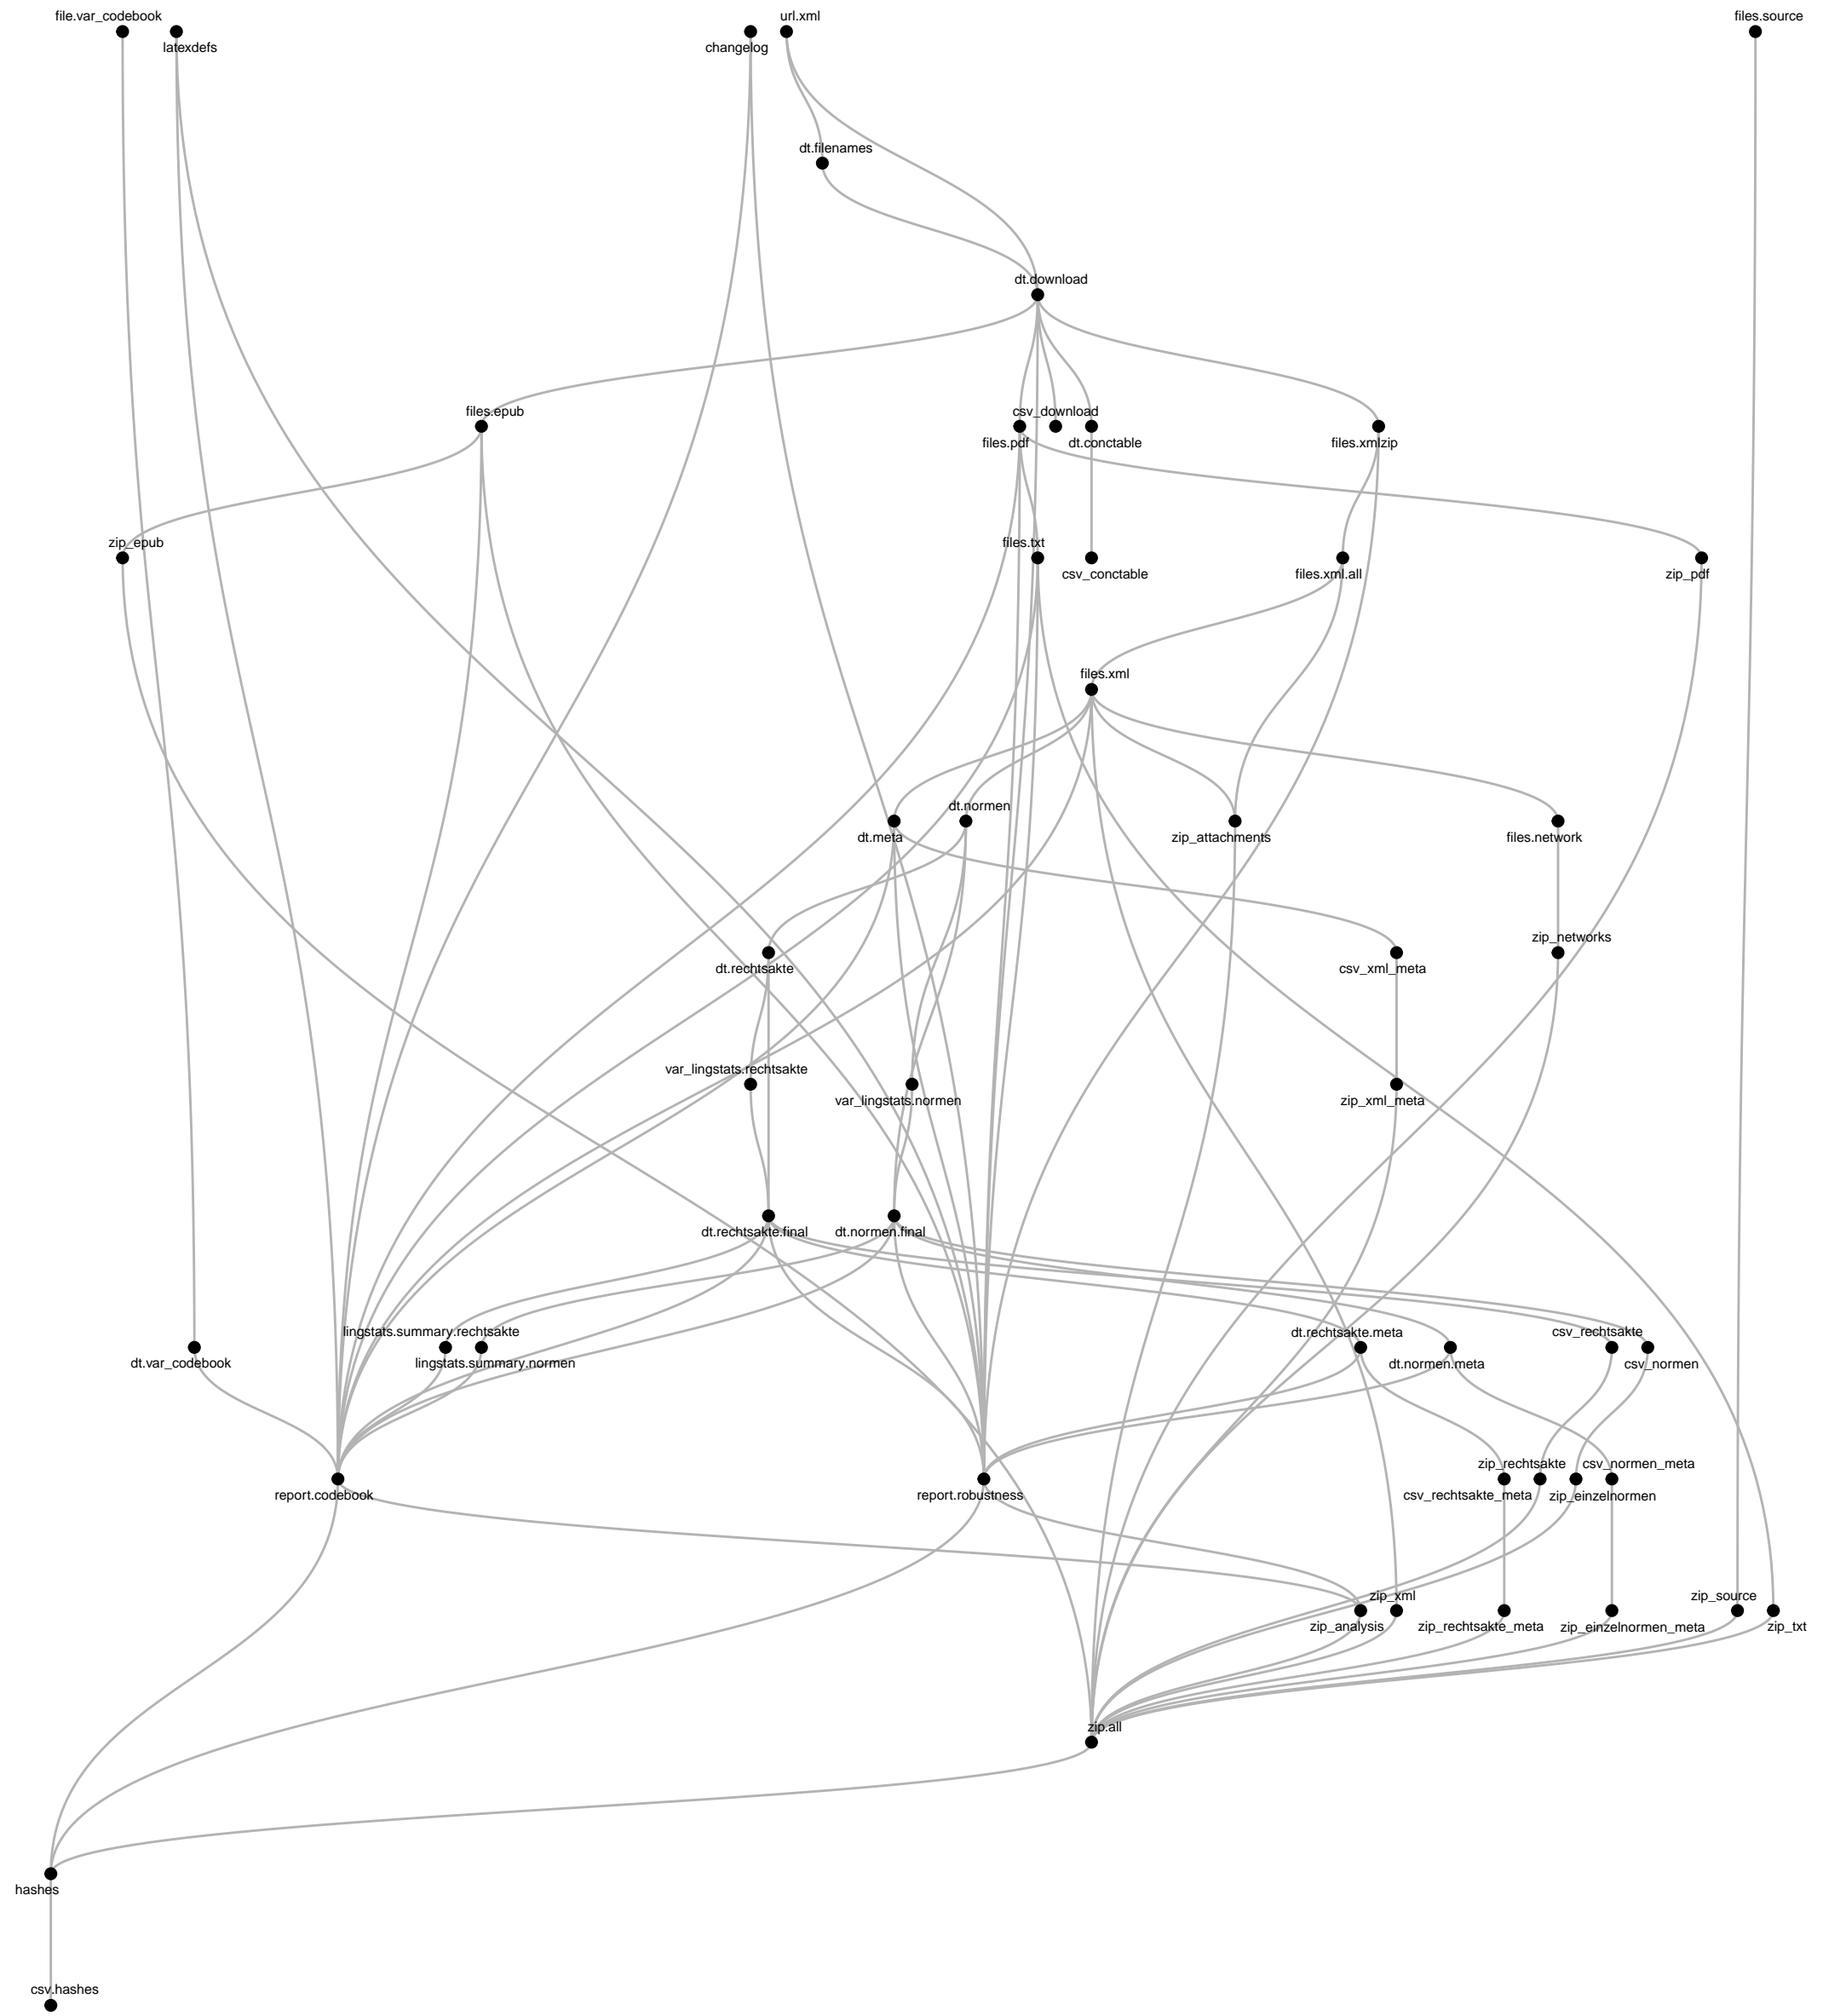 file.var_codebook
url.xml
files.source
latexdefs
changelog
dt.filenames
dt.download
files.epub
csv_download
files.pdf
dt.conctable
files.xmlzip
zip_epub
files.txt
csv_conctable
files.xml.all
zip_pdf
files.xml
dt.normen
dt.meta
zip_attachments
files.network
zip_networks
dt.rechtsakte
csv_xml_meta
var_lingstats.rechtsakte
var_lingstats.normen
zip_xml_meta
dt.rechtsakte.final
dt.normen.final
lingstats.summary.rechtsakte
dt.rechtsakte.meta
csv_rechtsakte
dt.var_codebook
lingstats.summary.normen
dt.normen.meta
csv_normen
zip_rechtsakte
csv_normen_meta
report.codebook
report.robustness
csv_rechtsakte_meta
zip_einzelnormen
zip_xml
zip_source
zip_analysis
zip_rechtsakte_meta
zip_einzelnormen_meta
zip_txt
zip.all
hashes
csv.hashes